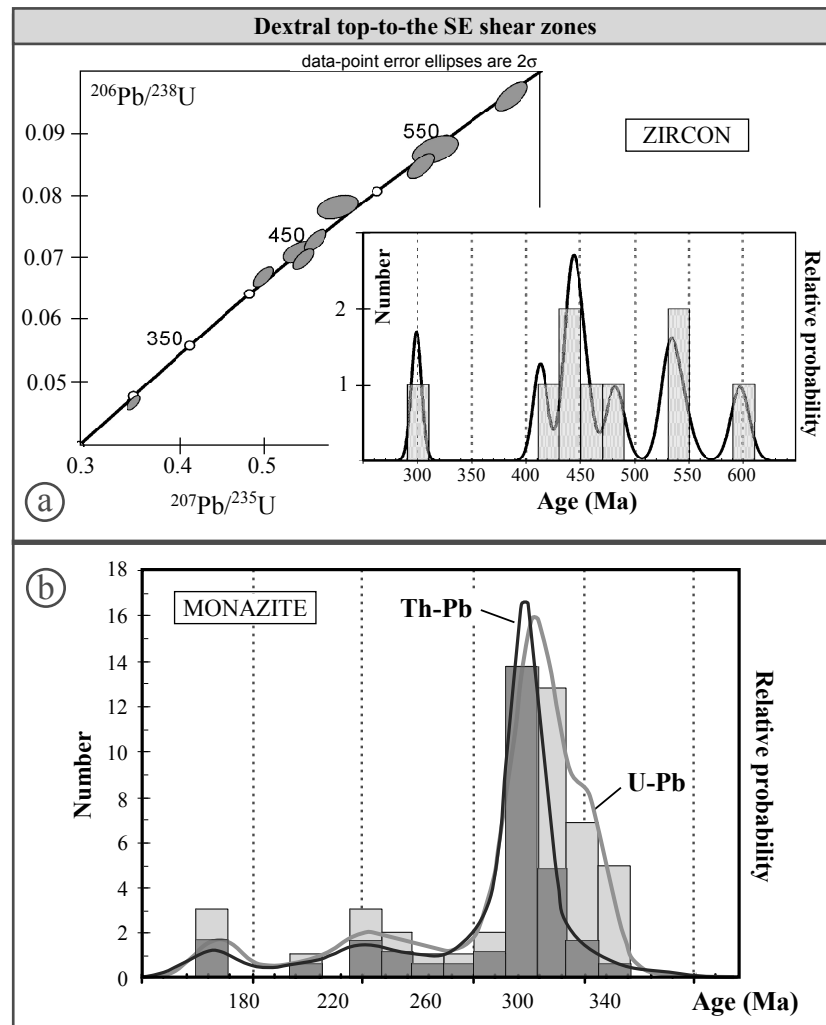 Dextral top-to-the SE shear zones
data-point error ellipses are 2σ
206Pb/238U
550
ZIRCON
0.09
0.08
450
0.07
0.06
350
0.05
0.3
0.4
0.5
207Pb/235U
Number
2
1
Relative probability
300
400
450
500
550
600
Age (Ma)
a
b
MONAZITE
Th-Pb
U-Pb
Number
18
16
14
12
10
8
6
4
2
0
Relative probability
180
220
260
300
340
Age (Ma)